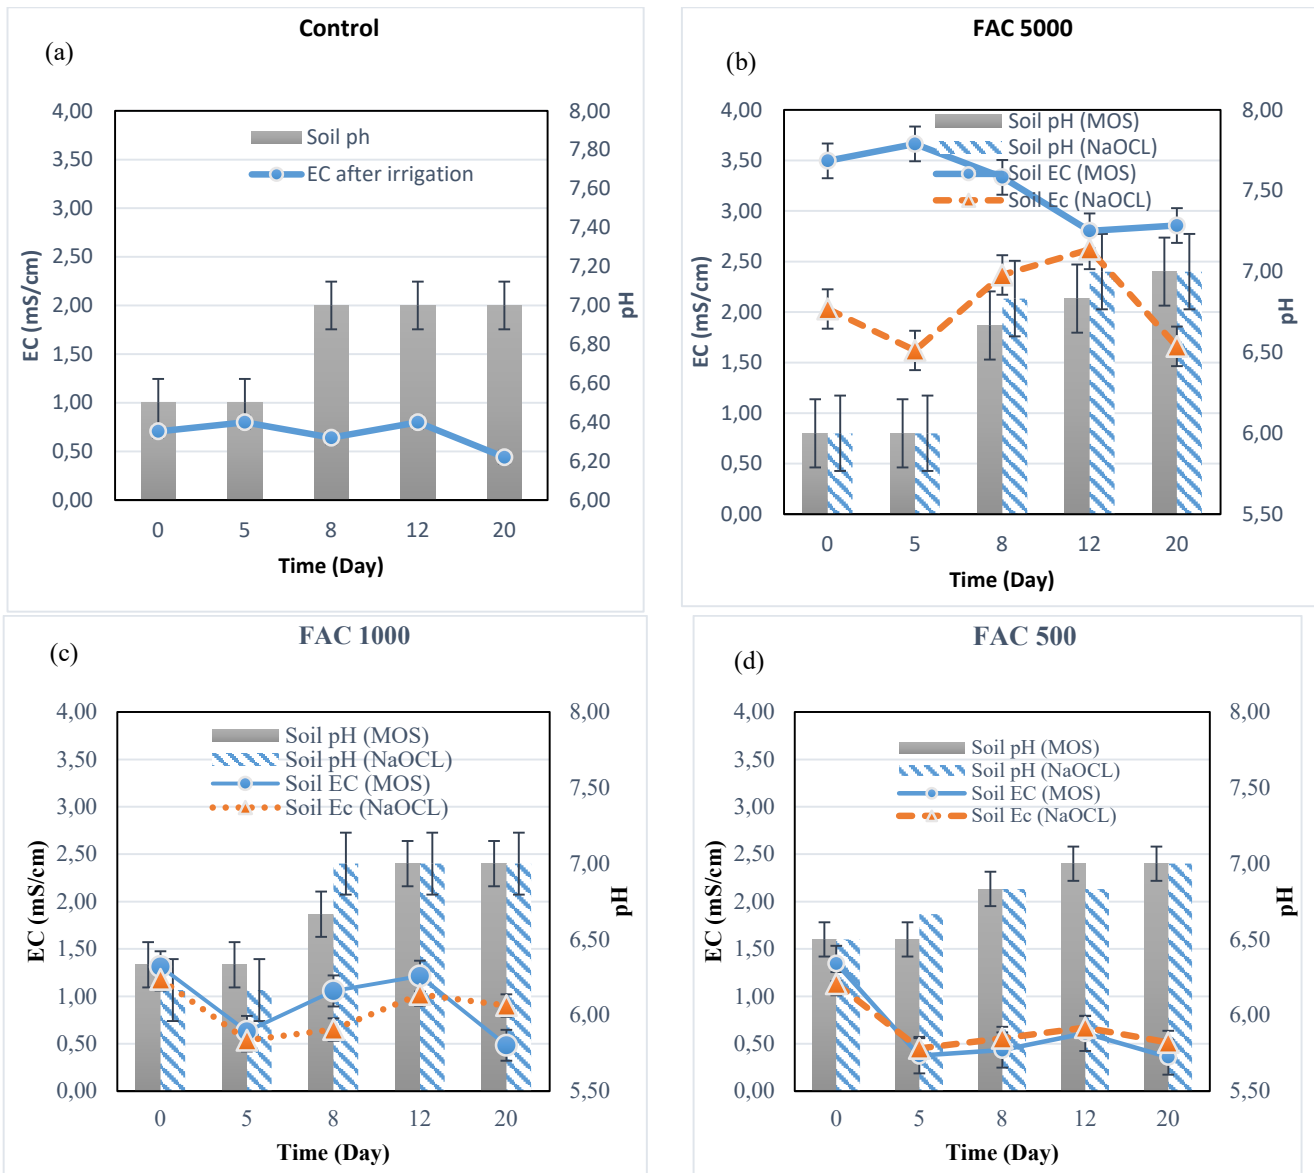 Control
(a)
4,00
3,50
3,00
2,50
2,00
1,50
1,00
0,50
0,00
EC (mS/cm)
Soil ph
EC after irrigation
8,00
7,80
7,60
7,40
7,20
7,00
6,80
6,60
6,40
6,20
6,00
pH
0 5 8 12 20
Time (Day)
FAC 5000
(b)
4,00
3,50
3,00
2,50
2,00
1,50
1,00
0,50
0,00
EC (mS/cm)
Soil pH (MOS)
Soil pH (NaOCL)
Soil EC (MOS)
Soil Ec (NaOCL)
8,00
7,50
7,00
6,50
6,00
5,50
pH
0 5 8 12 20
Time (Day)
FAC 1000
(c)
4,00
3,50
3,00
2,50
2,00
1,50
1,00
0,50
0,00
EC (mS/cm)
Soil pH (MOS)
Soil pH (NaOCL)
Soil EC (MOS)
Soil Ec (NaOCL)
8,00
7,50
7,00
6,50
6,00
5,50
pH
0 5 8 12 20
Time (Day)
FAC 500
(d)
4,00
3,50
3,00
2,50
2,00
1,50
1,00
0,50
0,00
EC (mS/cm)
Soil pH (MOS)
Soil pH (NaOCL)
Soil EC (MOS)
Soil Ec (NaOCL)
8,00
7,50
7,00
6,50
6,00
5,50
pH
0 5 8 12 20
Time (Day)